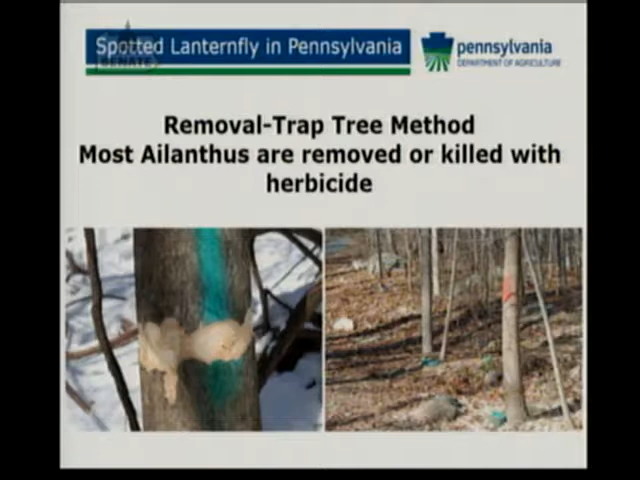 Spotted Lanternfly in Pennsylvania
SENATE
pennsylvania
DEPARTMENT OF AGRICULTURE
Removal-Trap Tree Method
Most Ailanthus are removed or killed with
herbicide